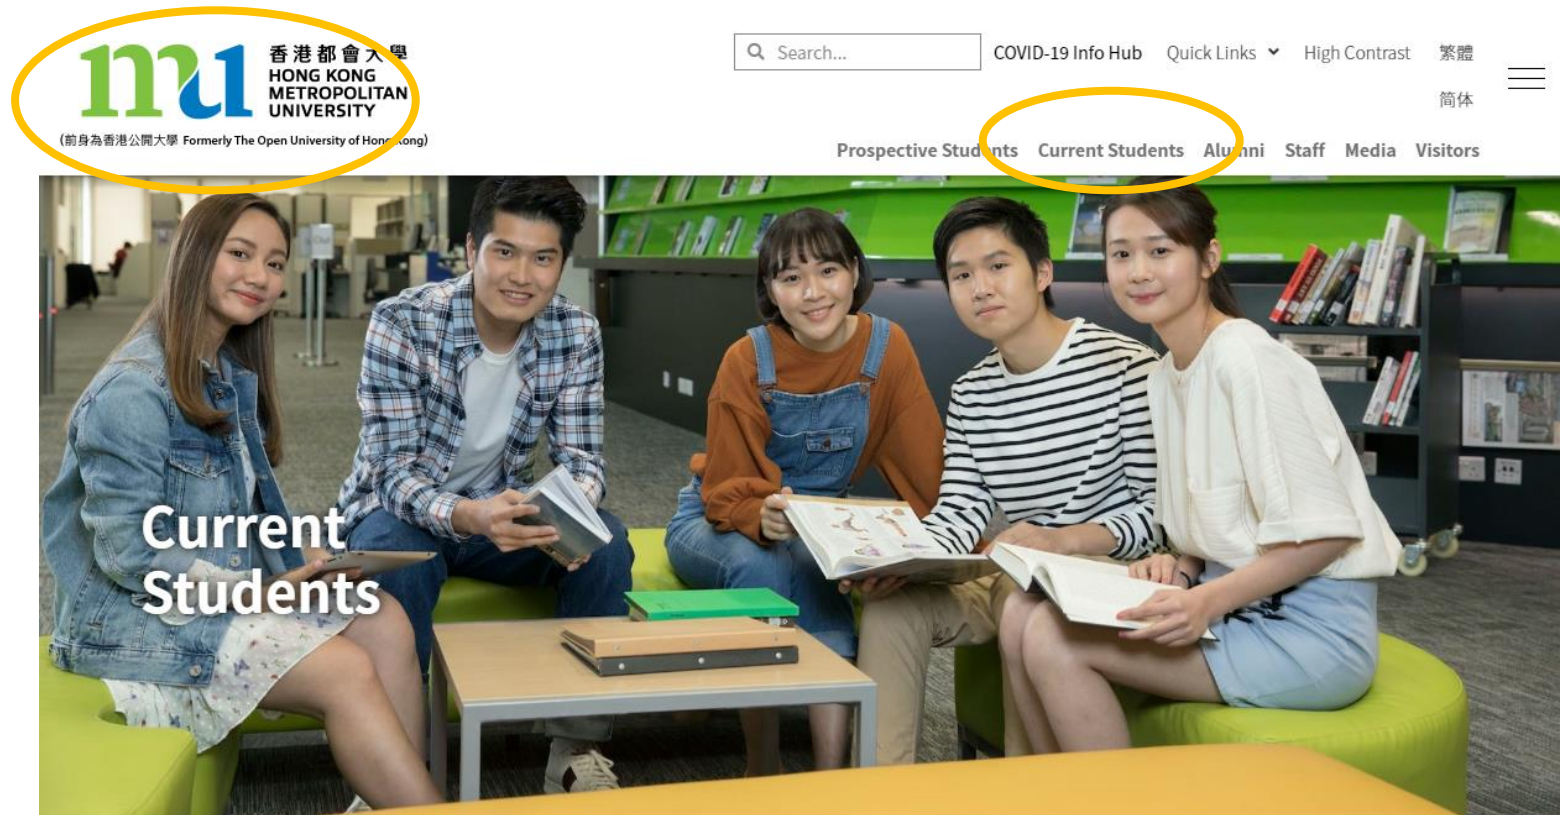 香港都會大學
HONG KONG
METROPOLITAN
UNIVERSITY
(前身為香港公開大學 Formerly The Open University of Hong Kong)
Search...
COVID-19 Info Hub
Quick Links
High Contrast
繁體
简体
Prospective Students
Current Students
Alumni
Staff
Media
Visitors
Current
Students